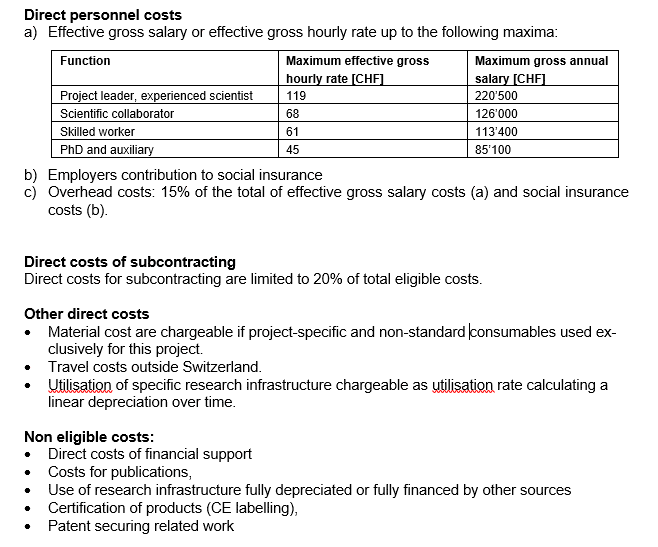 Direct personnel costs
a) Effective gross salary or effective gross hourly rate up to the following maxima:
Function Maximum effective gross Maximum gross annual
hourly rate [CHF] salary [CHF]
Project leader, experienced scientist 119 220'500
Scientific collaborator 68 126'000
Skilled worker 61 113'400
PhD and auxiliary 45 85'100
b) Employers contribution to social insurance
c) Overhead costs: 15% of the total of effective gross salary costs (a) and social insurance
costs (b).
Direct costs of subcontracting
Direct costs for subcontracting are limited to 20% of total eligible costs.
Other direct costs
• Material cost are chargeable if project-specific and non-standard consumables used ex-
clusively for this project.
• Travel costs outside Switzerland.
• Utilisation of specific research infrastructure chargeable as utilisation rate calculating a
linear depreciation over time.
Non eligible costs:
• Direct costs of financial support
• Costs for publications,
• Use of research infrastructure fully depreciated or fully financed by other sources
• Certification of products (CE labelling),
• Patent securing related work